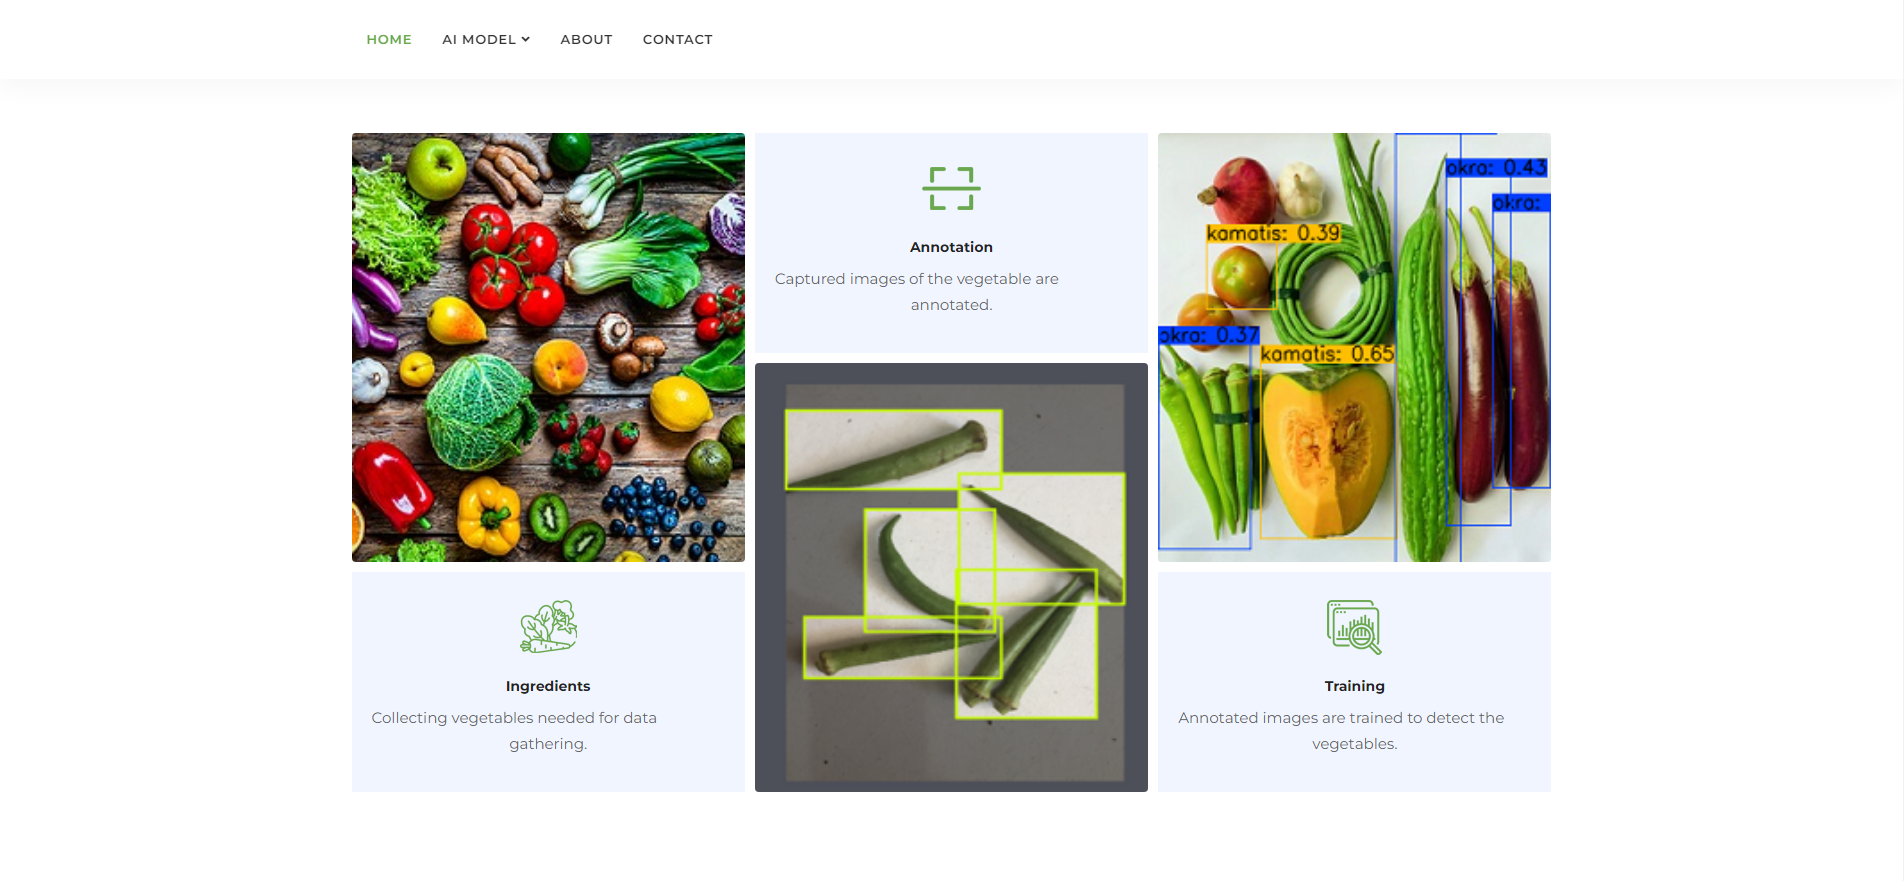 HOME
AI MODEL
ABOUT
CONTACT
Annotation
Captured images of the vegetable are
annotated.
okra: 0.43
okra:
kamatis: 0.39
okra: 0.37
kamatis: 0.65
Ingredients
Collecting vegetables needed for data
gathering.
Training
Annotated images are trained to detect the
vegetables.